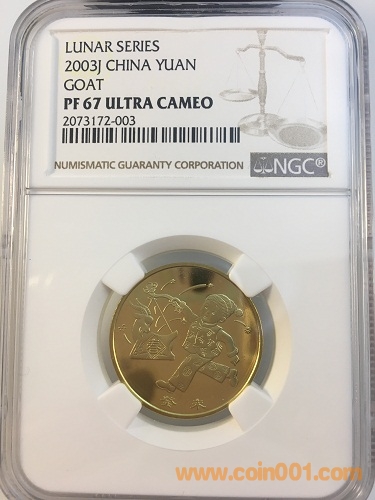 LUNAR SERIES
2003J CHINA YUAN
GOAT
PF 67 ULTRA CAMEO
2073172-003
NUMISMATIC GUARANTY CORPORATION
NGC®
www.coin001.com